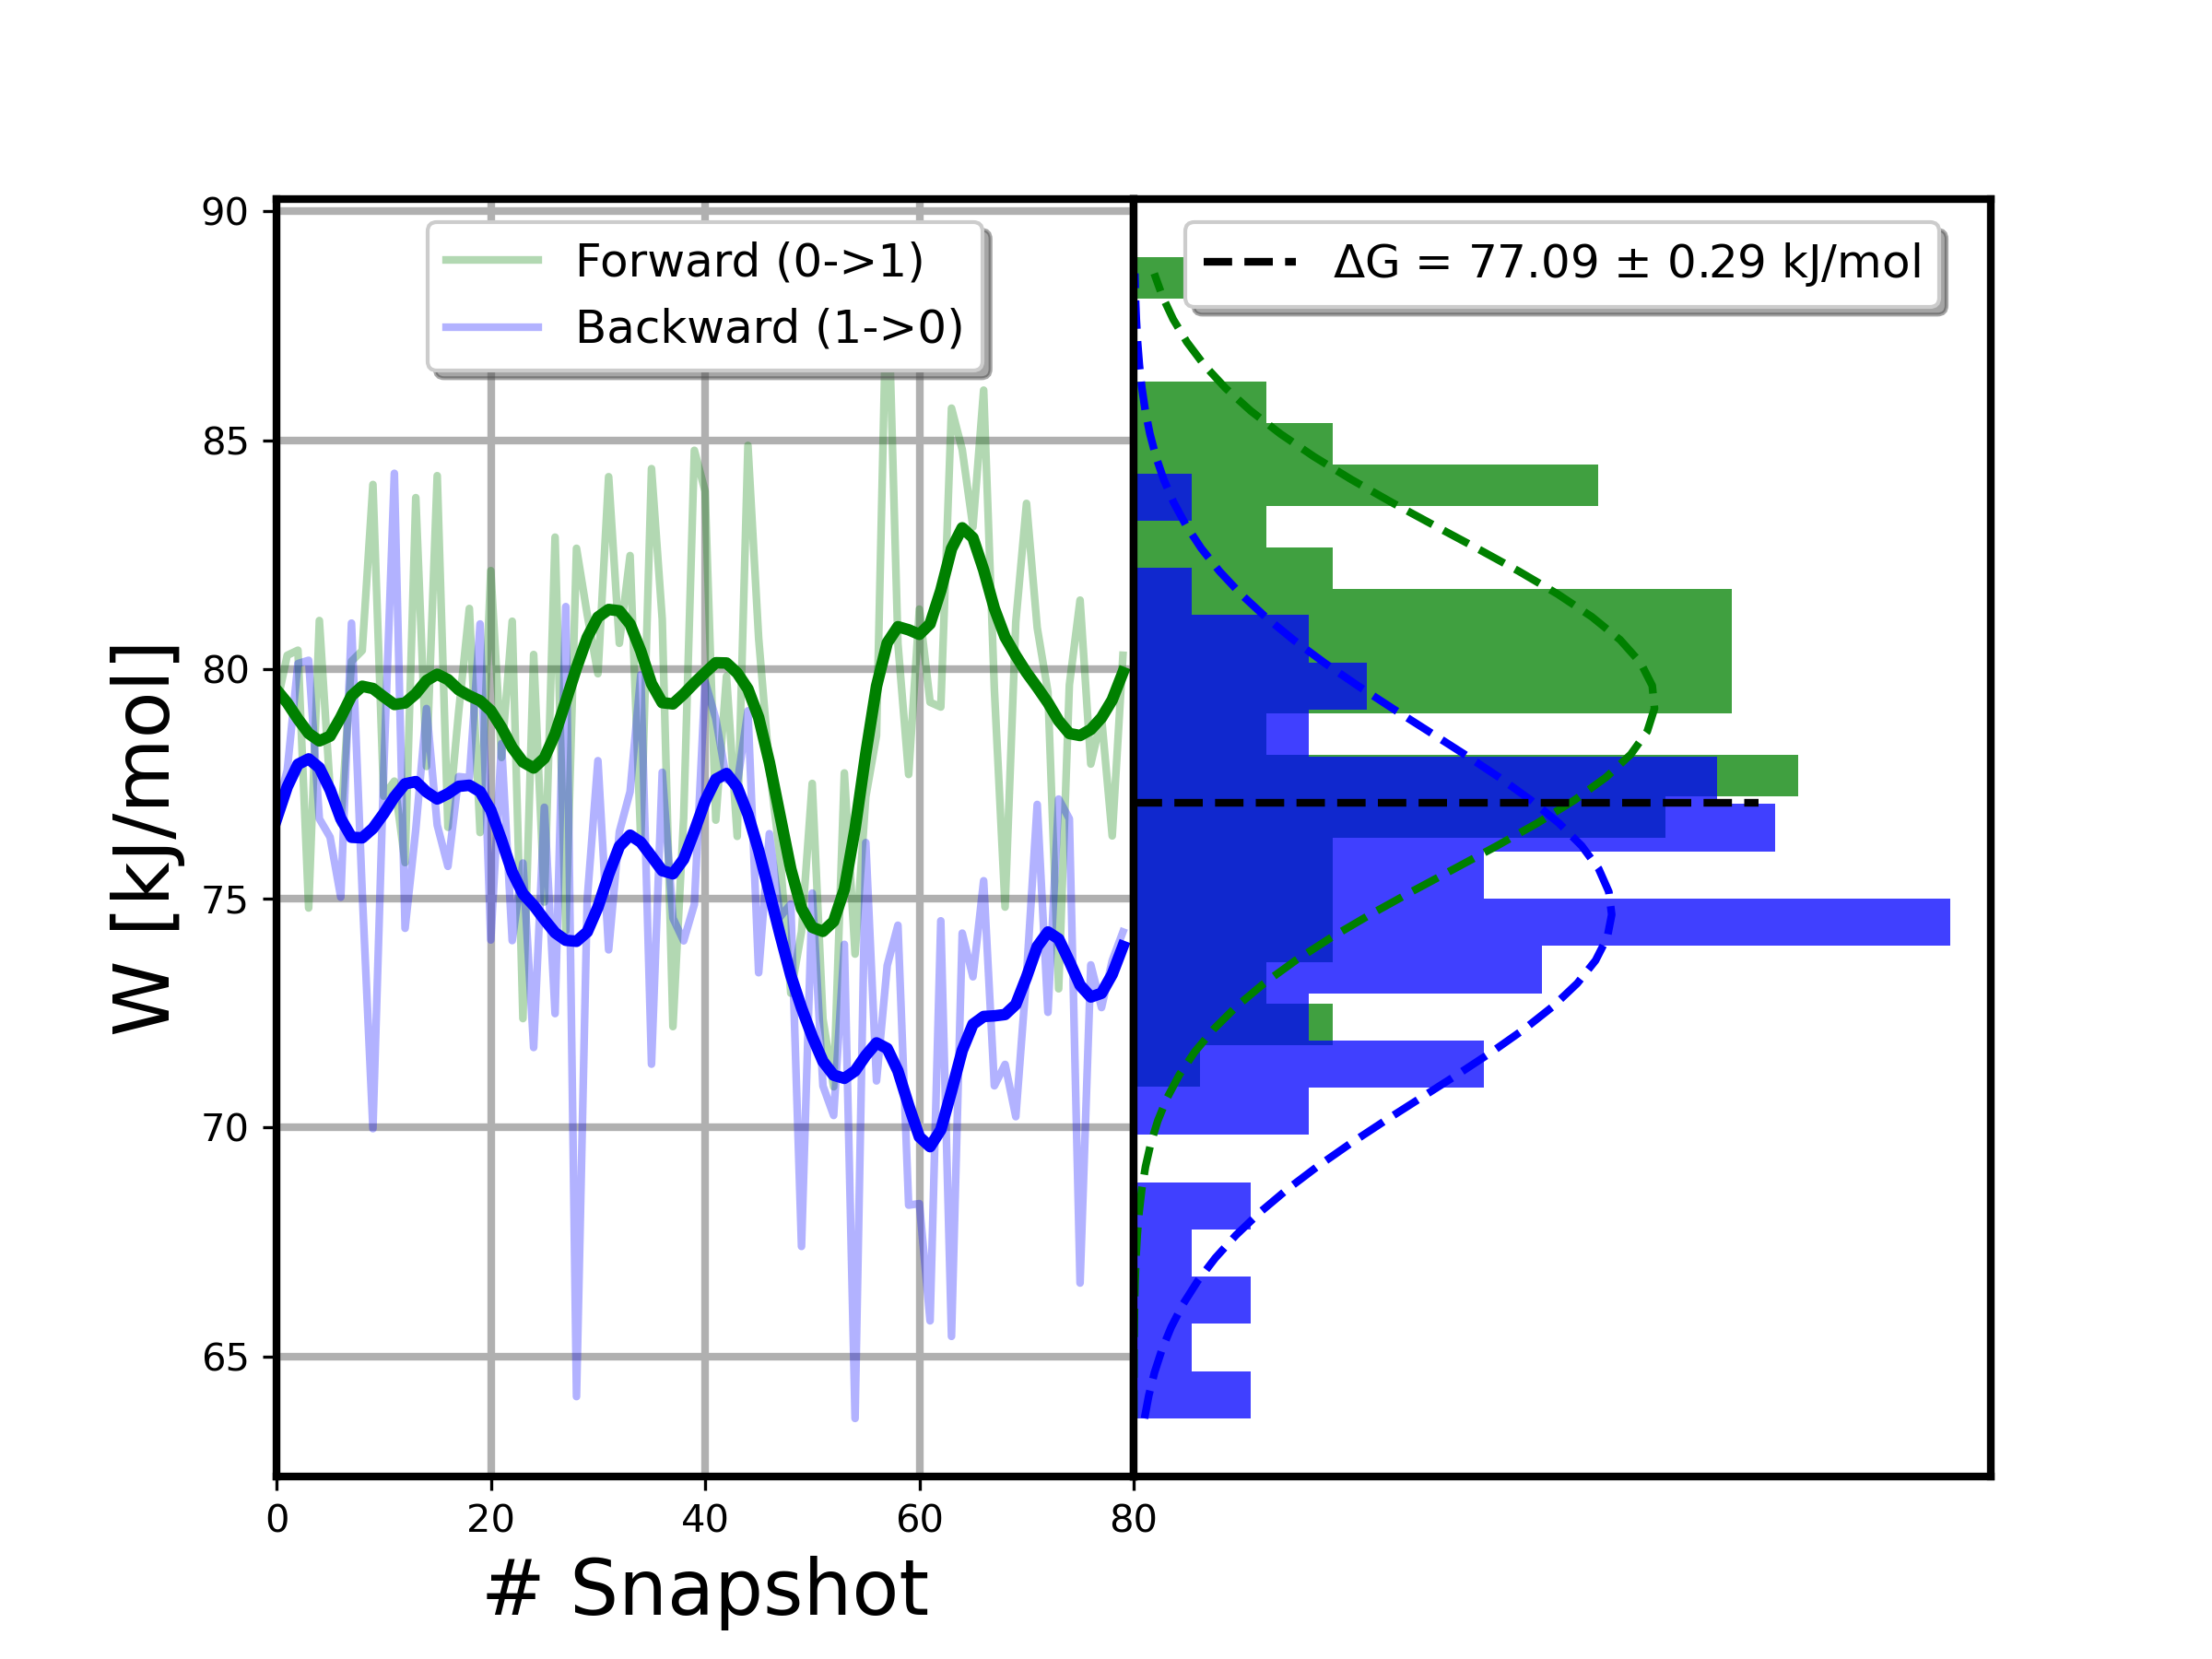 Forward (0->1)
Backward (1->0)
ΔG = 77.09 ± 0.29 kJ/mol
W [kJ/mol]
90
85
80
75
70
65
0
20
40
60
80
# Snapshot